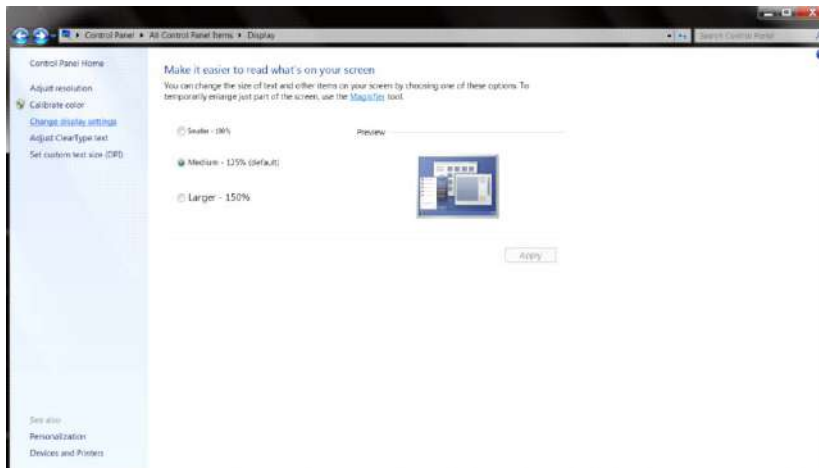 Control Panel ▸ All Control Panel Items ▸ Display
Search Control Panel
Control Panel Home
Adjust resolution
Calibrate color
Change display settings
Adjust ClearType text
Set custom text size (DPI)
Make it easier to read what's on your screen
You can change the size of text and other items on your screen by choosing one of these options. To
temporarily enlarge just part of the screen, use the Magnifier tool.
Smaller - 100%
Preview
Medium - 125% (default)
Larger - 150%
Apply
See also
Personalization
Devices and Printers